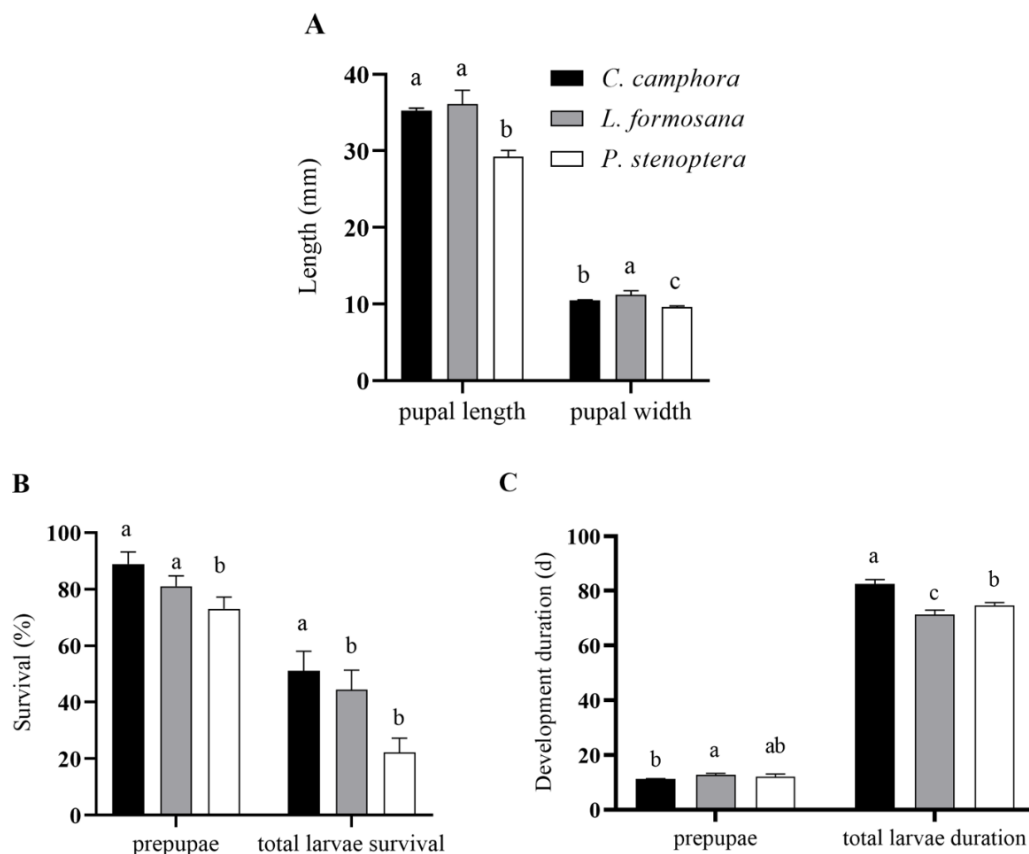 A
Length (mm)
40
30
20
10
0
a a b
b a c
pupal length pupal width
C. camphora
L. formosana
P. stenoptera
B
Survival (%)
100
80
60
40
20
0
a a b
a b b
prepupae total larvae survival
C
Development duration (d)
100
80
60
40
20
0
b a ab
a c b
prepupae total larvae duration